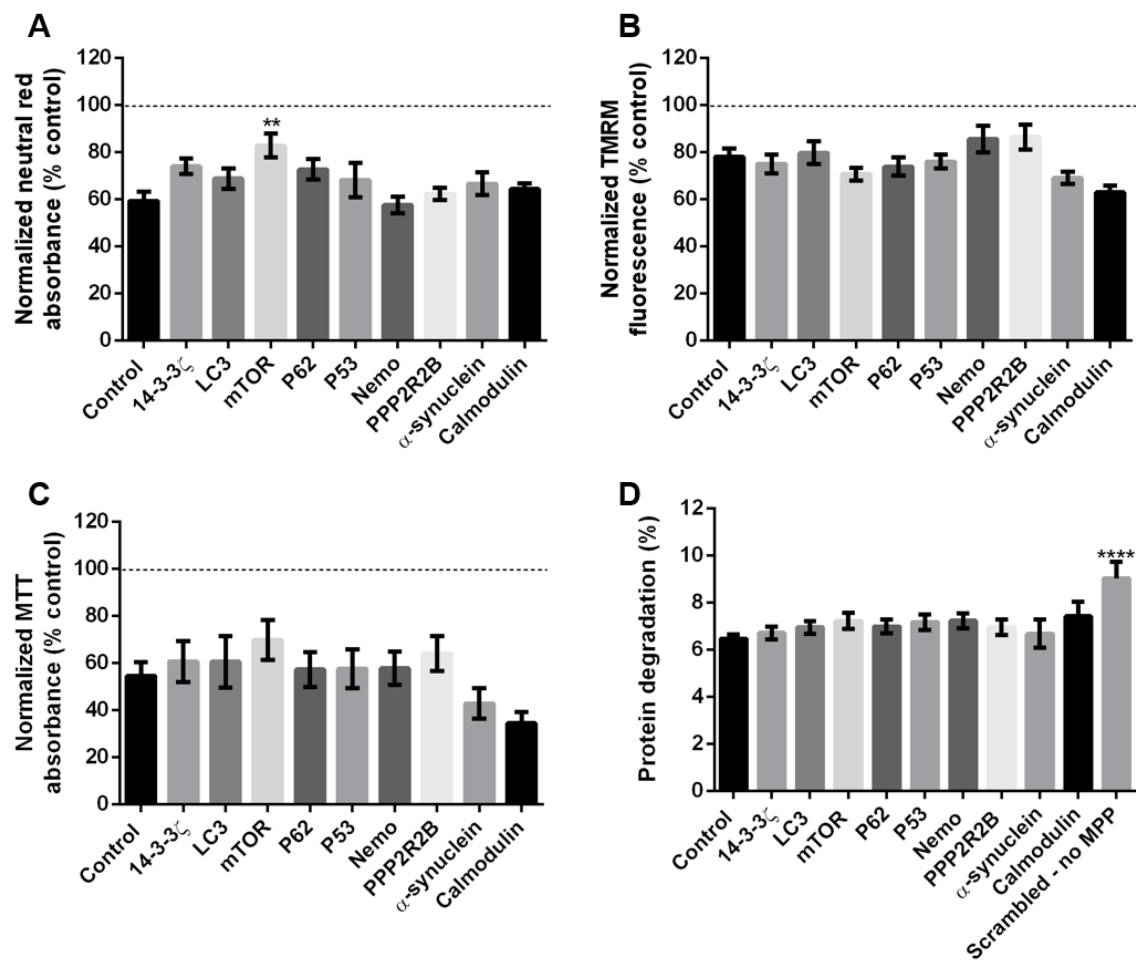 A
Normalized neutral red
absorbance (% control)
120
100
80
60
40
20
0
**
Control
14-3-3ζ
LC3
mTOR
P62
P53
Nemo
PPP2R2B
α-synuclein
Calmodulin
B
Normalized TMRM
fluorescence (% control)
120
100
80
60
40
20
0
Control
14-3-3ζ
LC3
mTOR
P62
P53
Nemo
PPP2R2B
α-synuclein
Calmodulin
C
Normalized MTT
absorbance (% control)
120
100
80
60
40
20
0
Control
14-3-3ζ
LC3
mTOR
P62
P53
Nemo
PPP2R2B
α-synuclein
Calmodulin
D
Protein degradation (%)
12
10
8
6
4
2
0
****
Control
14-3-3ζ
LC3
mTOR
P62
P53
Nemo
PPP2R2B
α-synuclein
Calmodulin
Scrambled - no MPP